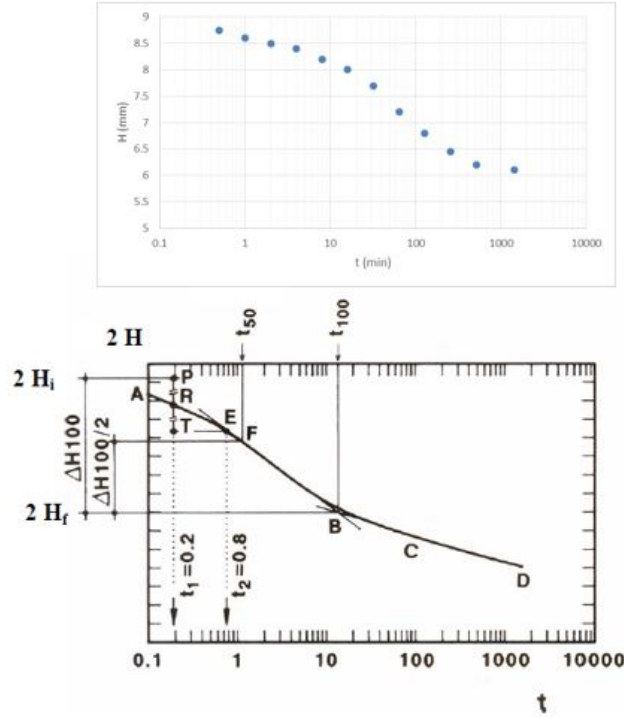 9
8.5
8
7.5
7
6.5
6
5.5
5
H (mm)
0.1 1 10 100 1000 10000
t (min)
2 H
t50
t100
2 Hi
A
P
R
T
E
F
ΔH100
ΔH100/2
2 Hf
B
C
D
t1=0.2
t2=0.8
0.1 1 10 100 1000 10000
t